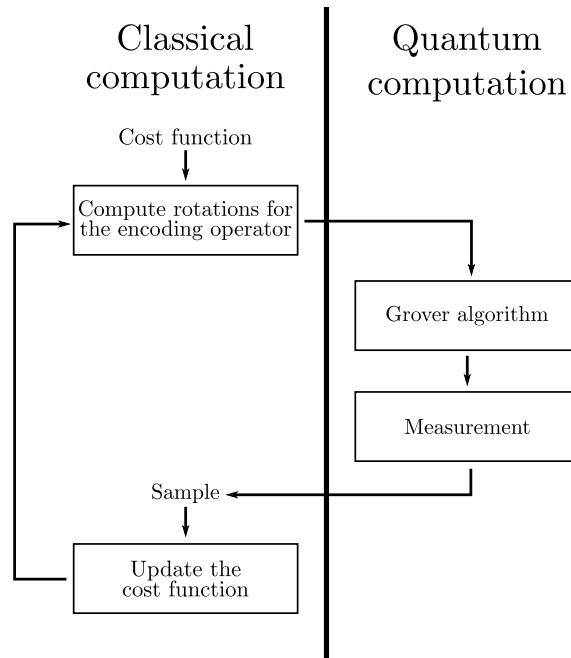 Classical
computation
Quantum
computation
Cost function
Compute rotations for
the encoding operator
Grover algorithm
Measurement
Sample
Update the
cost function